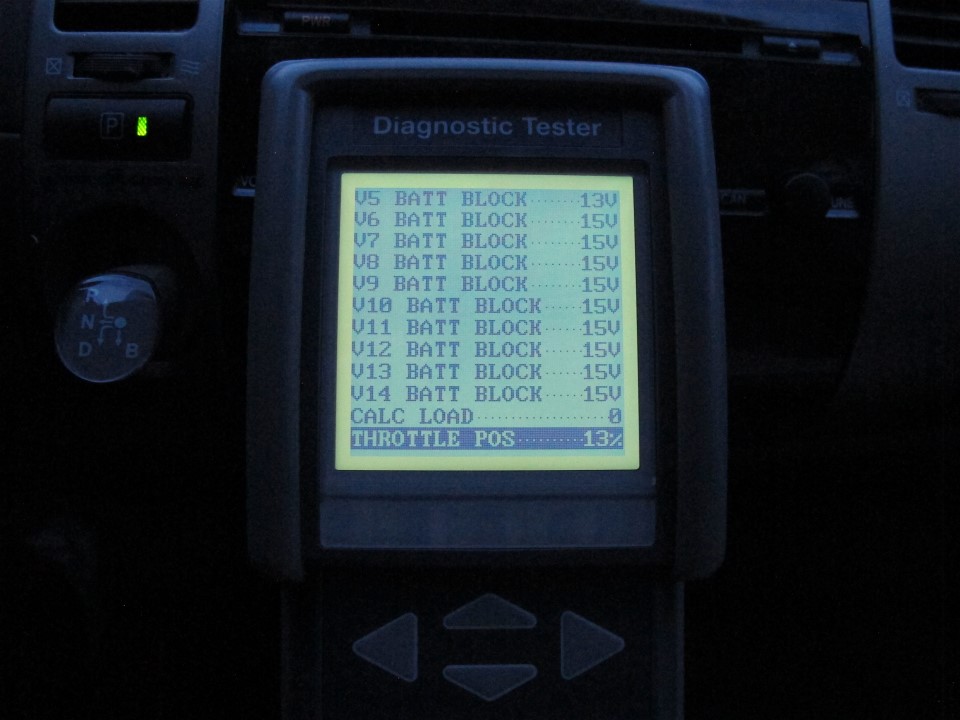 PWR
P
Diagnostic Tester
V5 BATT BLOCK.......13V
V6 BATT BLOCK.......15V
V7 BATT BLOCK.......15V
V8 BATT BLOCK.......15V
V9 BATT BLOCK.......15V
V10 BATT BLOCK......15V
V11 BATT BLOCK......15V
V12 BATT BLOCK......15V
V13 BATT BLOCK......15V
V14 BATT BLOCK......15V
CALC LOAD....................0
THROTTLE POS..........13%
R
N
D B